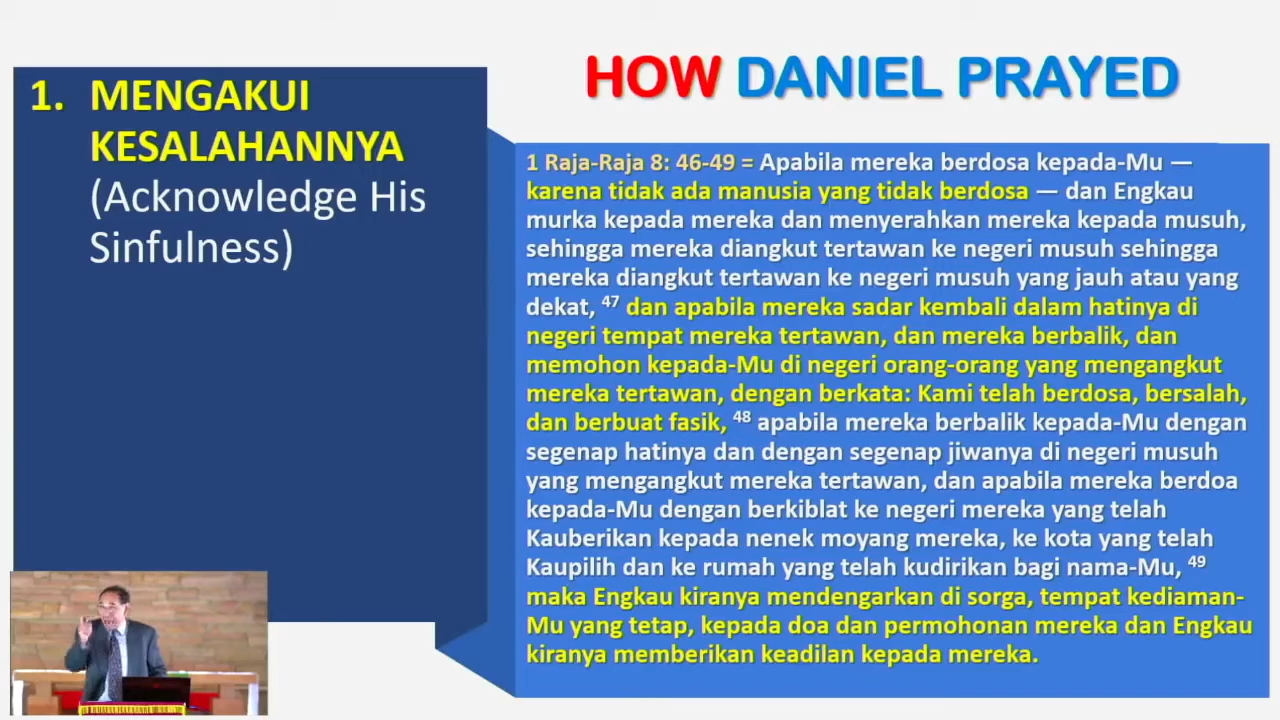 HOW DANIEL PRAYED
1. MENGAKUI
KESALAHANNYA
(Acknowledge His
Sinfulness)
1 Raja-Raja 8: 46-49 = Apabila mereka berdosa kepada-Mu —
karena tidak ada manusia yang tidak berdosa — dan Engkau
murka kepada mereka dan menyerahkan mereka kepada musuh,
sehingga mereka diangkut tertawan ke negeri musuh sehingga
mereka diangkut tertawan ke negeri musuh yang jauh atau yang
dekat, 47 dan apabila mereka sadar kembali dalam hatinya di
negeri tempat mereka tertawan, dan mereka berbalik, dan
memohon kepada-Mu di negeri orang-orang yang mengangkut
mereka tertawan, dengan berkata: Kami telah berdosa, bersalah,
dan berbuat fasik, 48 apabila mereka berbalik kepada-Mu dengan
segenap hatinya dan dengan segenap jiwanya di negeri musuh
yang mengangkut mereka tertawan, dan apabila mereka berdoa
kepada-Mu dengan berkiblat ke negeri mereka yang telah
Kauberikan kepada nenek moyang mereka, ke kota yang telah
Kaupilih dan ke rumah yang telah kudirikan bagi nama-Mu, 49
maka Engkau kiranya mendengarkan di sorga, tempat kediaman-
Mu yang tetap, kepada doa dan permohonan mereka dan Engkau
kiranya memberikan keadilan kepada mereka.